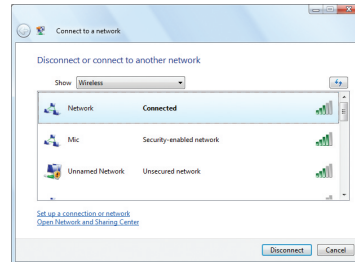 Connect to a network
Disconnect or connect to another network
Show Wireless
Network Connected
Mic Security-enabled network
Unnamed Network Unsecured network
Set up a connection or network
Open Network and Sharing Center
Disconnect Cancel